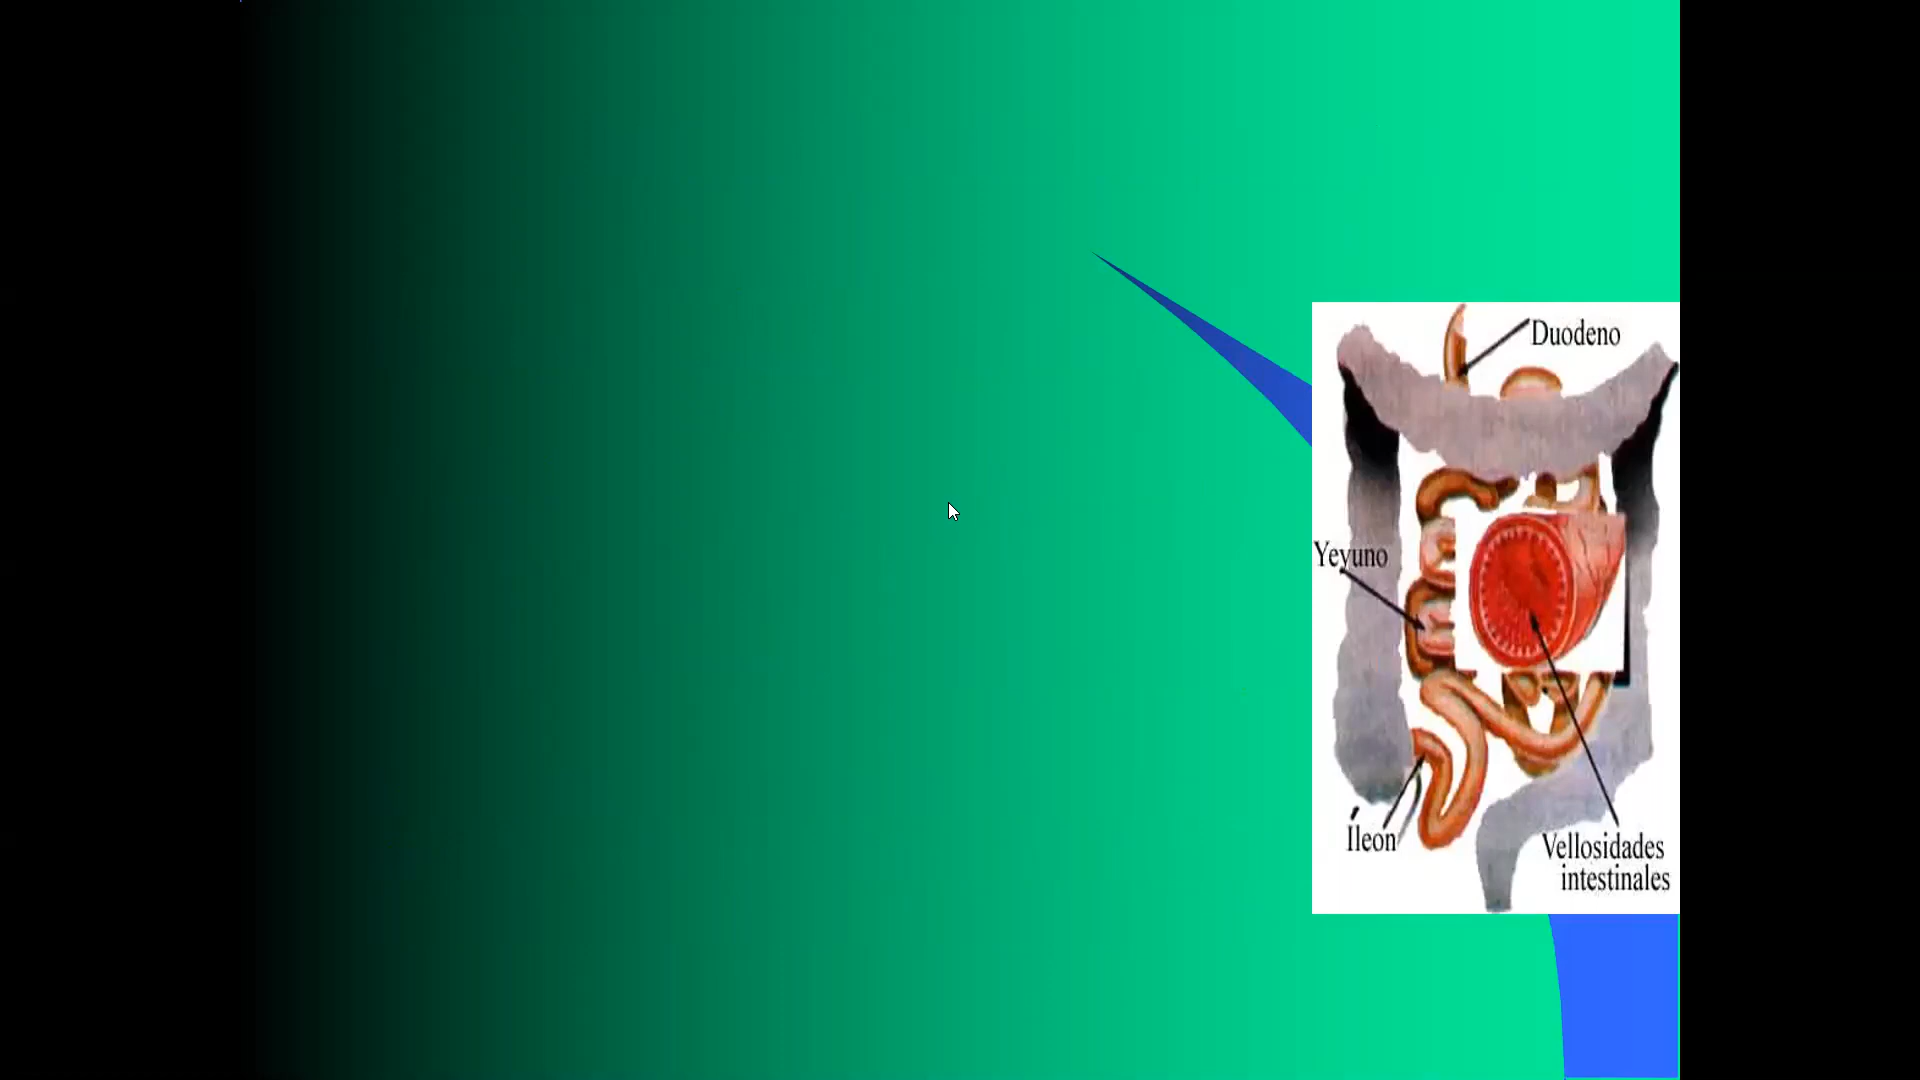 Duodeno
Yeyuno
Íleon
Vellosidades
intestinales